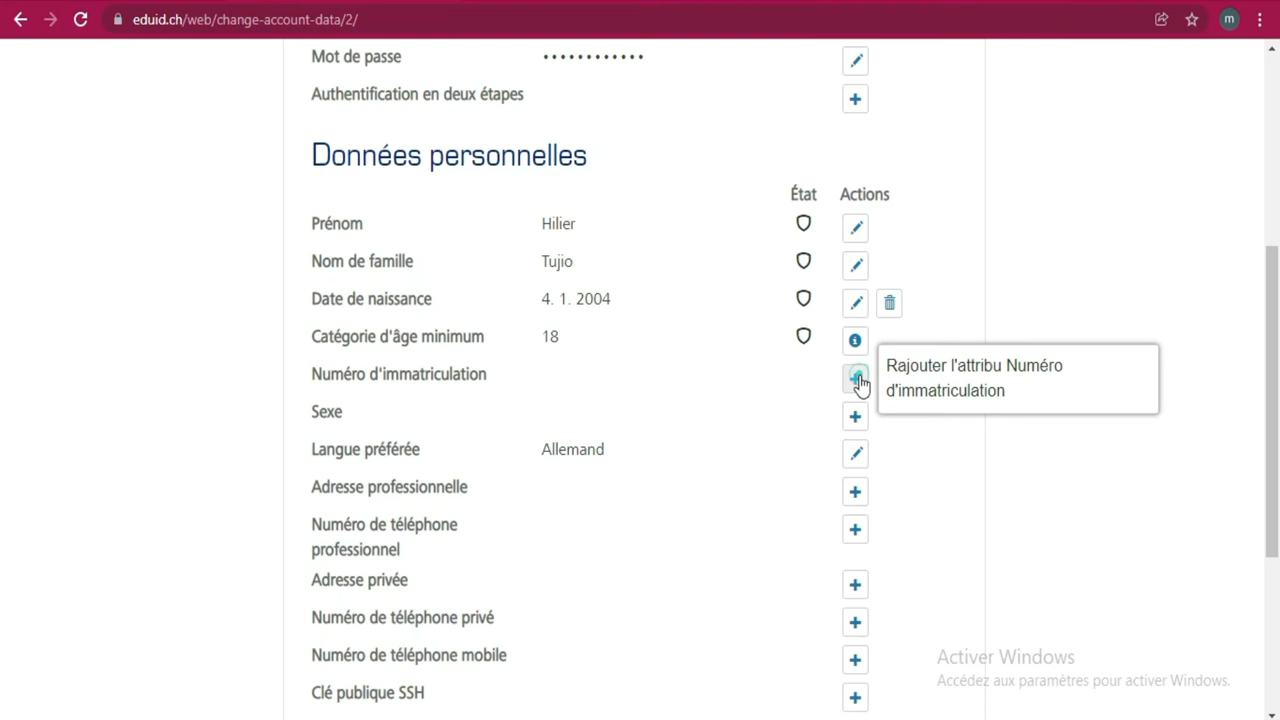 eduid.ch/web/change-account-data/2/
m
Mot de passe ••••••••••••
Authentification en deux étapes
Données personnelles
État Actions
Prénom Hilier
Nom de famille Tujio
Date de naissance 4. 1. 2004
Catégorie d'âge minimum 18
Numéro d'immatriculation
Rajouter l'attribu Numéro
d'immatriculation
Sexe
Langue préférée Allemand
Adresse professionnelle
Numéro de téléphone
professionnel
Adresse privée
Numéro de téléphone privé
Numéro de téléphone mobile
Clé publique SSH
Activer Windows
Accédez aux paramètres pour activer Windows.